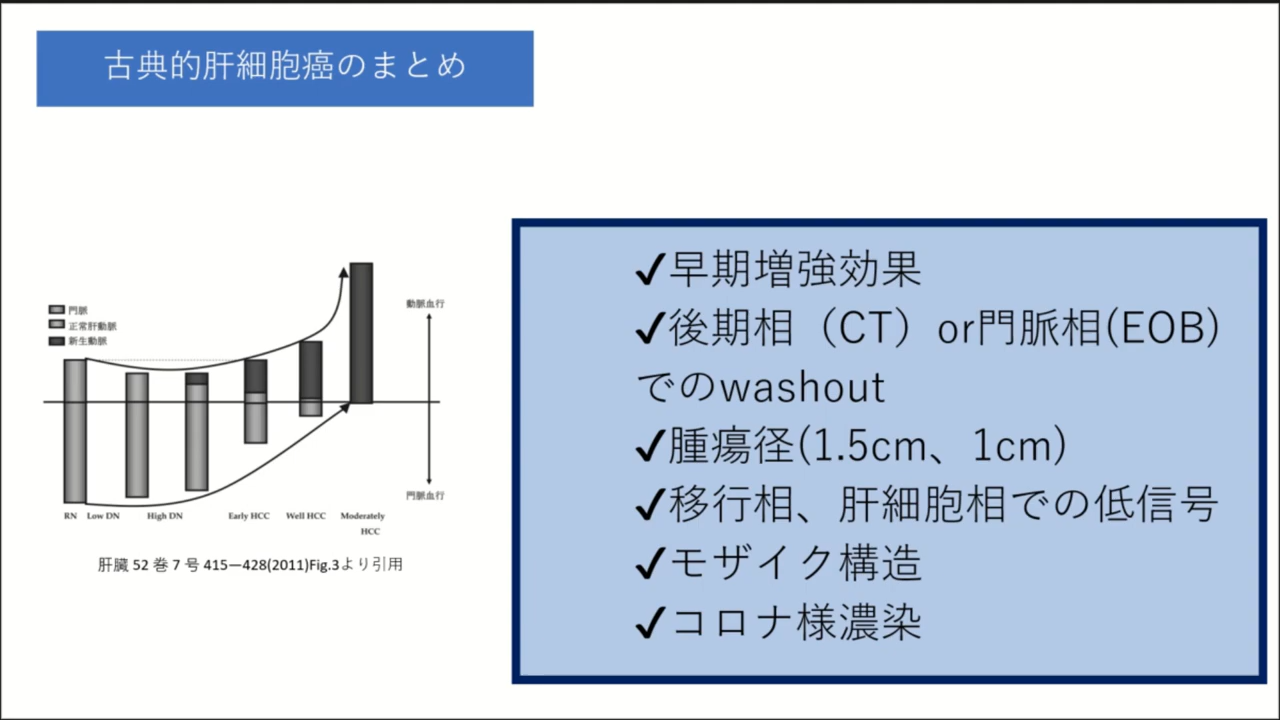 古典的肝細胞癌のまとめ
門脈
正常肝動脈
新生動脈
動脈血行
門脈血行
RN Low DN High DN Early HCC Well HCC Moderately
HCC
肝臓 52 巻 7 号 415—428(2011)Fig.3より引用
✔早期増強効果
✔後期相（CT）or門脈相(EOB)
でのwashout
✔腫瘍径(1.5cm、1cm)
✔移行相、肝細胞相での低信号
✔モザイク構造
✔コロナ様濃染